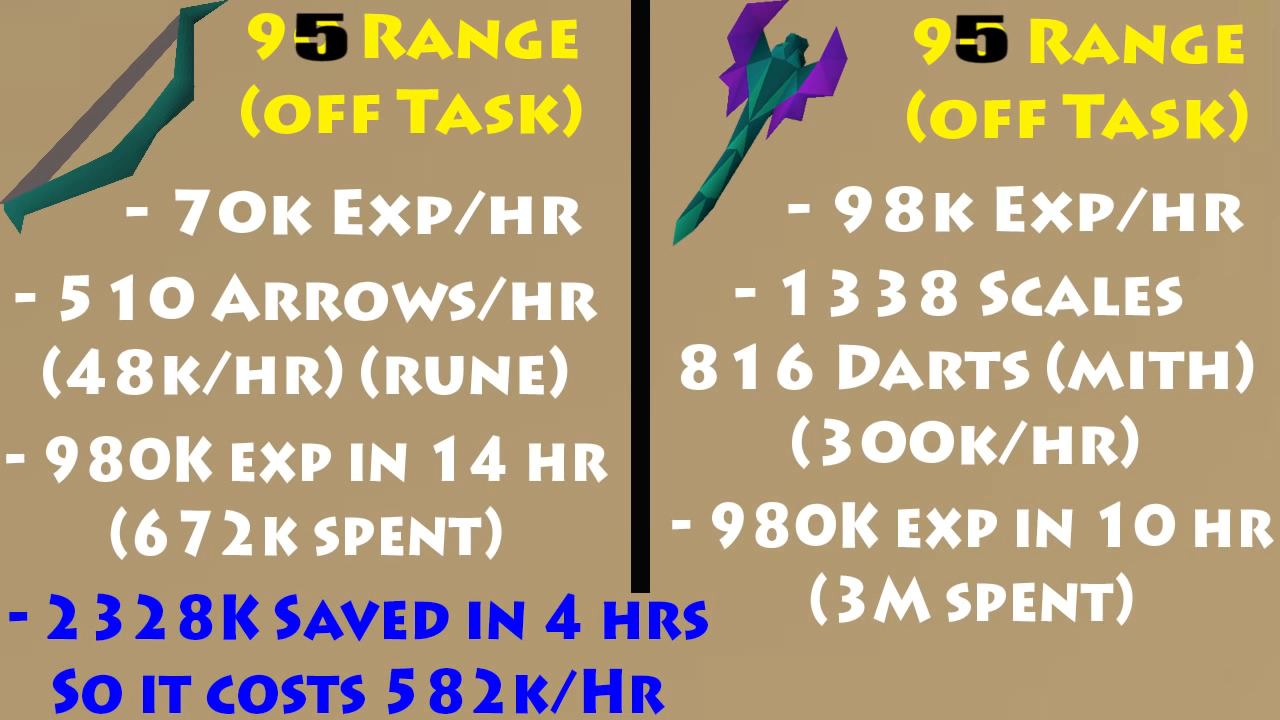 95 Range
(off Task)
- 70k Exp/hr
- 510 Arrows/hr
(48k/hr) (rune)
- 980K exp in 14 hr
(672k spent)
- 2328K Saved in 4 hrs
So it costs 582k/Hr
95 Range
(off Task)
- 98k Exp/hr
- 1338 Scales
816 Darts (mith)
(300k/hr)
- 980K exp in 10 hr
(3M spent)